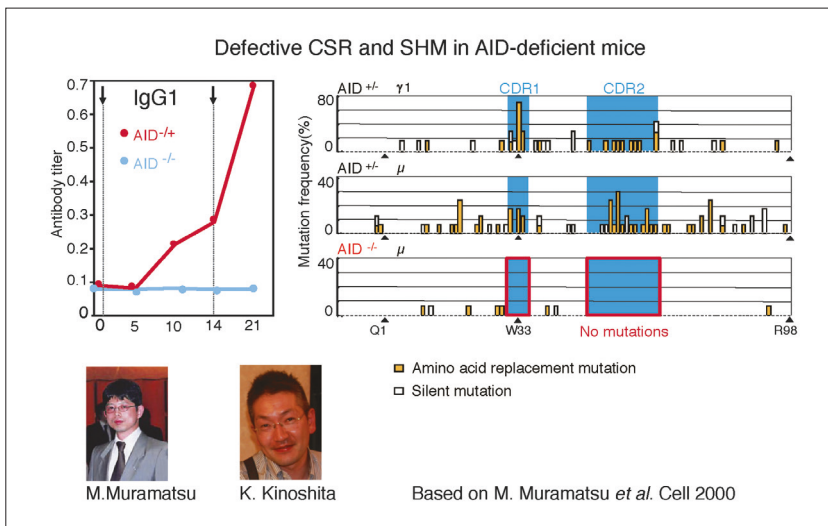 Defective CSR and SHM in AID-deficient mice
IgG1
AID -/+
AID -/-
Antibody titer
0.7
0.6
0.5
0.4
0.3
0.2
0.1
0
0 5 10 14 21
AID +/- γ1
CDR1 CDR2
80
0
AID +/- μ
40
0
AID -/- μ
40
0
Mutation frequency(%)
Q1 W33 No mutations R98
Amino acid replacement mutation
Silent mutation
M.Muramatsu K. Kinoshita Based on M. Muramatsu et al. Cell 2000